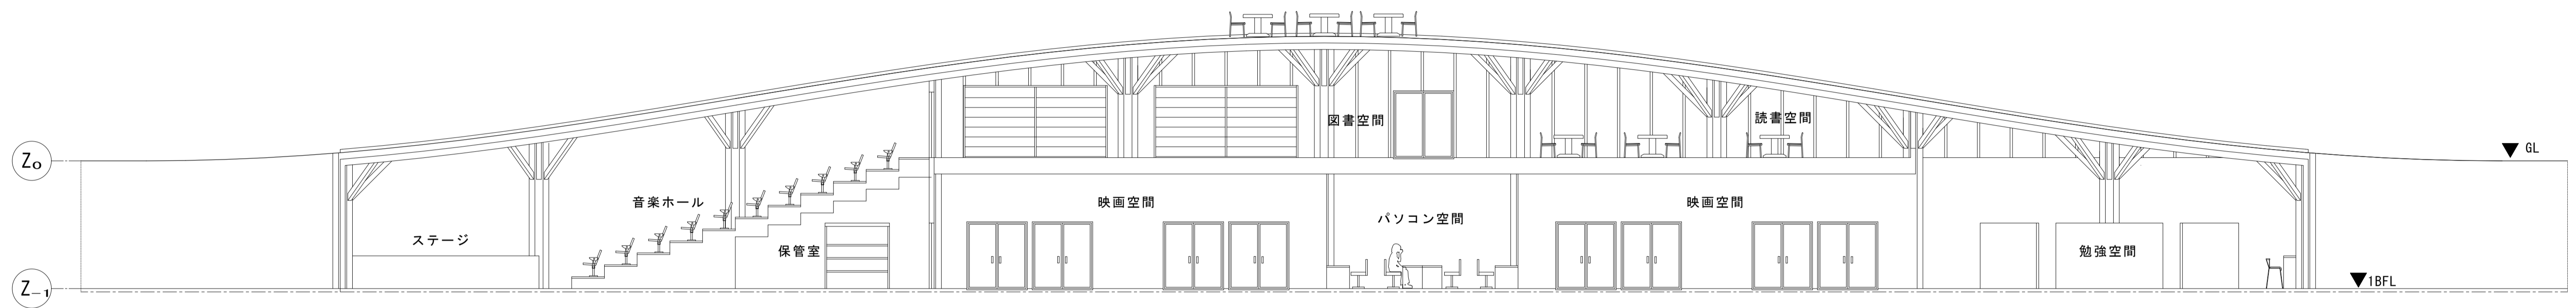 図書空間
読書空間
GL
Z₀
音楽ホール
映画空間
パソコン空間
映画空間
ステージ
保管室
勉強空間
Z₋₁
1BFL